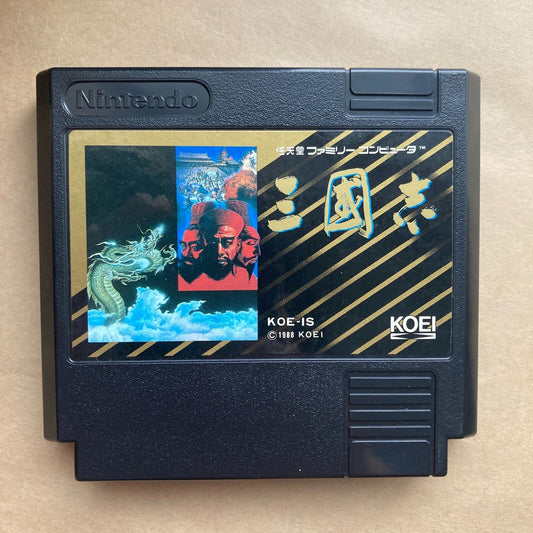 Nintendo
任天堂 ファミリー コンピュータ™
三國志
KOE-IS
© 1988 KOEI
KOEI